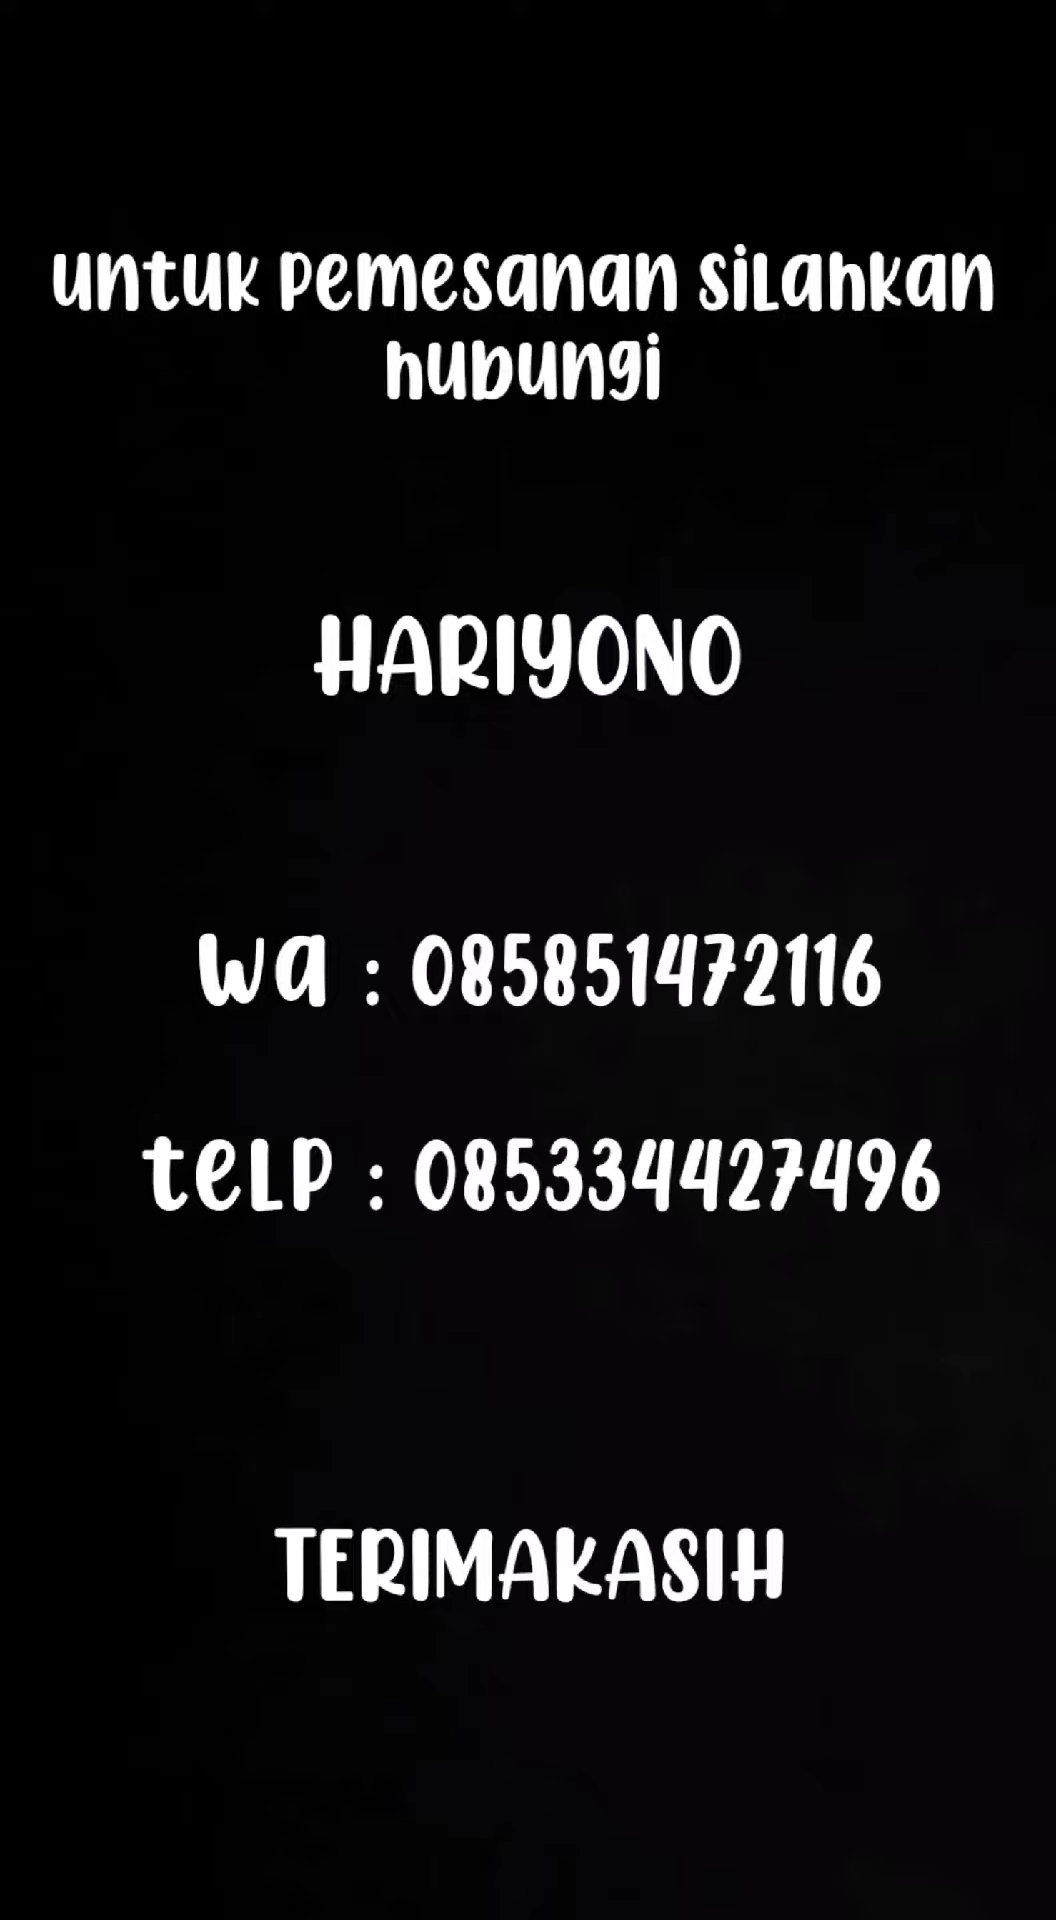 untuk pemesanan silahkan
hubungi
HARIYONO
wa : 085851472116
telp : 085334427496
TERIMAKASIH